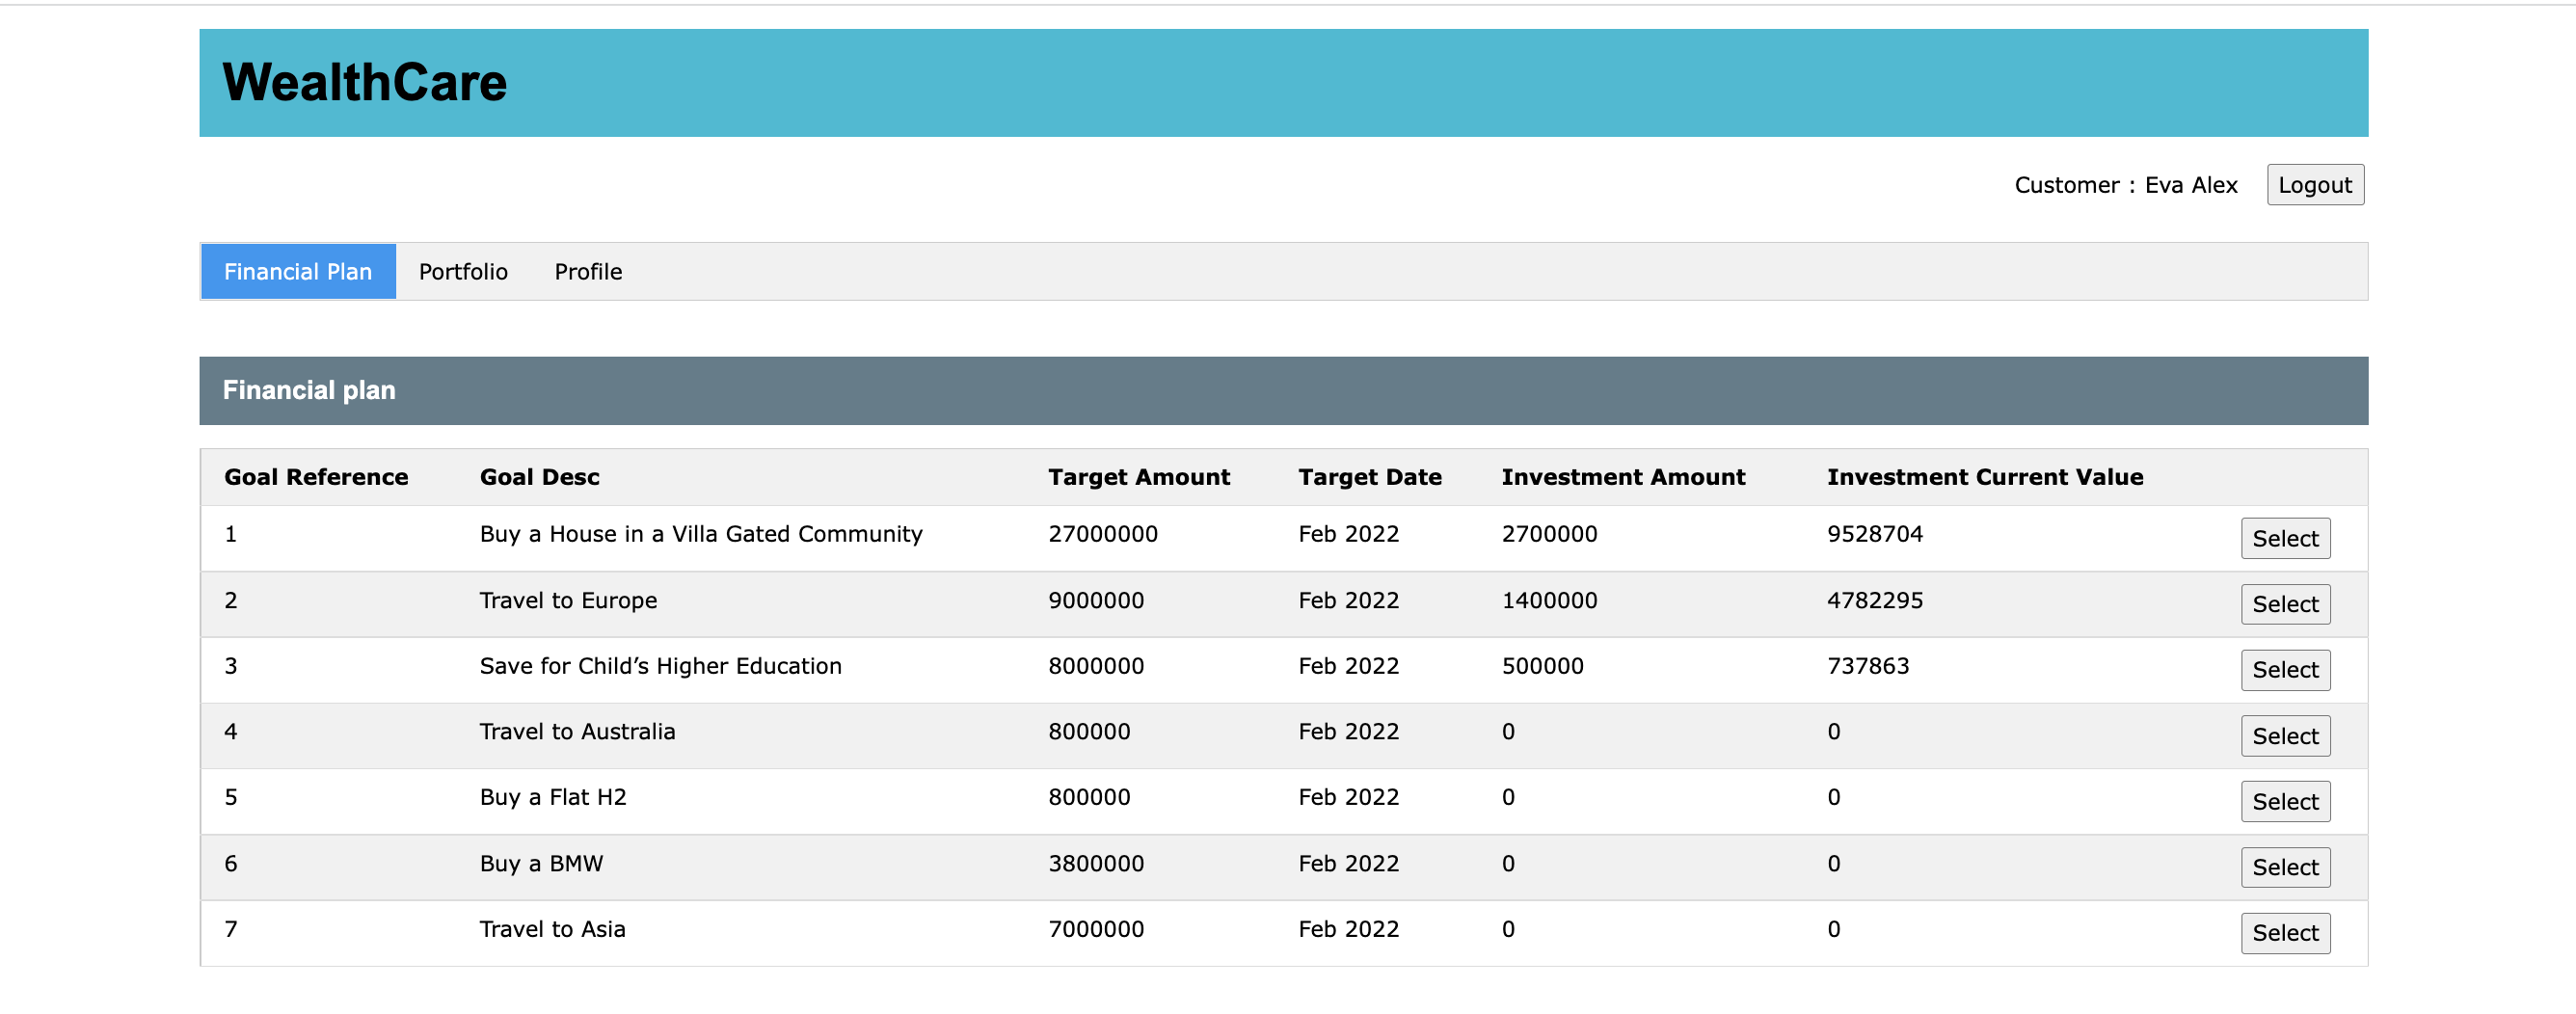 WealthCare
Customer : Eva Alex Logout
Financial Plan Portfolio Profile
Financial plan
Goal Reference Goal Desc Target Amount Target Date Investment Amount Investment Current Value
1 Buy a House in a Villa Gated Community 27000000 Feb 2022 2700000 9528704 Select
2 Travel to Europe 9000000 Feb 2022 1400000 4782295 Select
3 Save for Child’s Higher Education 8000000 Feb 2022 500000 737863 Select
4 Travel to Australia 800000 Feb 2022 0 0 Select
5 Buy a Flat H2 800000 Feb 2022 0 0 Select
6 Buy a BMW 3800000 Feb 2022 0 0 Select
7 Travel to Asia 7000000 Feb 2022 0 0 Select